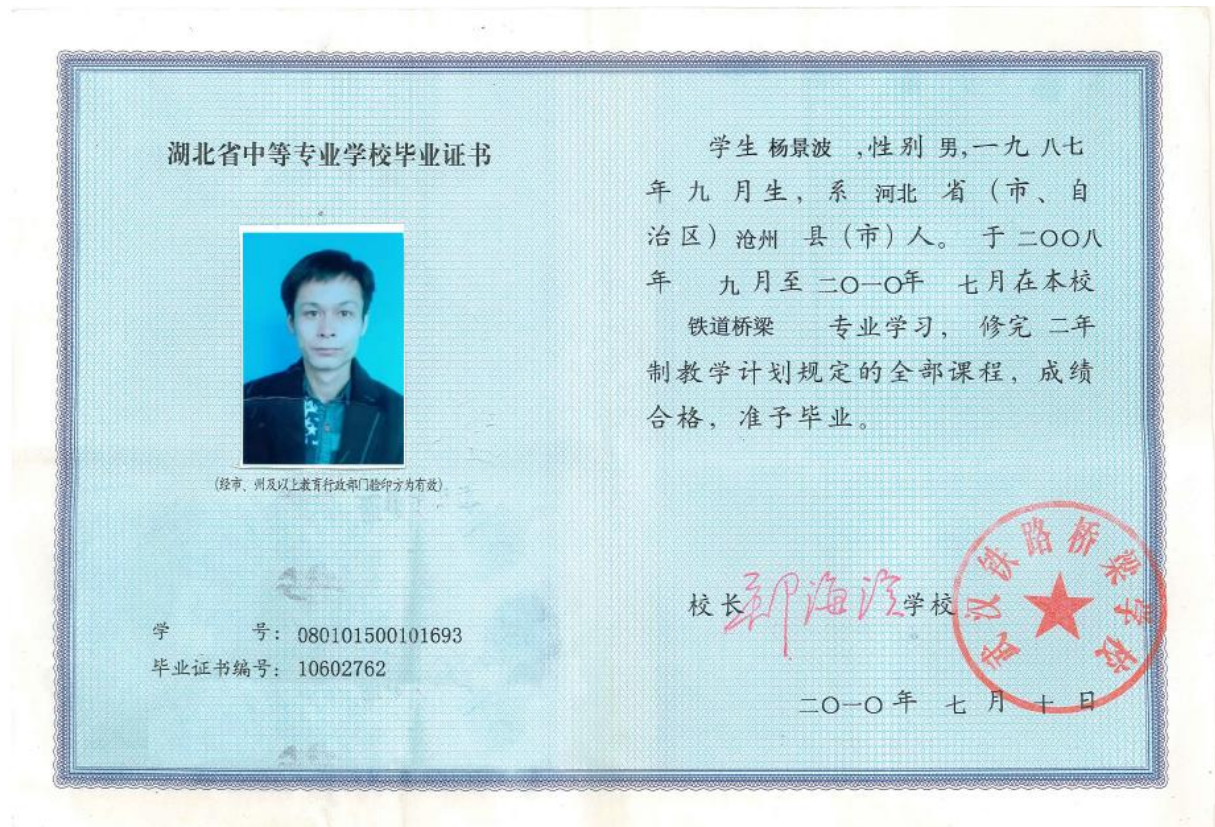 湖北省中等专业学校毕业证书
(经市、州及以上教育行政部门验印方为有效)
学 号：080101500101693
毕业证书编号：10602762
学生 杨景波 ,性别 男,一九 八七
年 九 月生，系 河北 省（市、自
治区）沧州 县（市）人。于 二〇〇八
年 九 月至 二〇一〇年 七月在本校
铁道桥梁 专业学习，修完 二年
制教学计划规定的全部课程，成绩
合格，准予毕业。
校长 学校
武汉铁路桥梁学校
二〇一〇 年 七 月 十 日